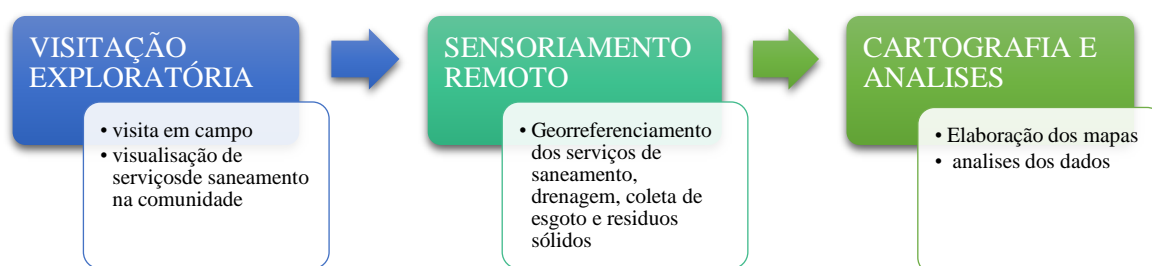 VISITAÇÃO
EXPLORATÓRIA
• visita em campo
• visualisação de
serviçosde saneamento
na comunidade
SENSORIAMENTO
REMOTO
• Georreferenciamento
dos serviços de
saneamento,
drenagem, coleta de
esgoto e residuos
sólidos
CARTOGRAFIA E
ANALISES
• Elaboração dos mapas
• analises dos dados